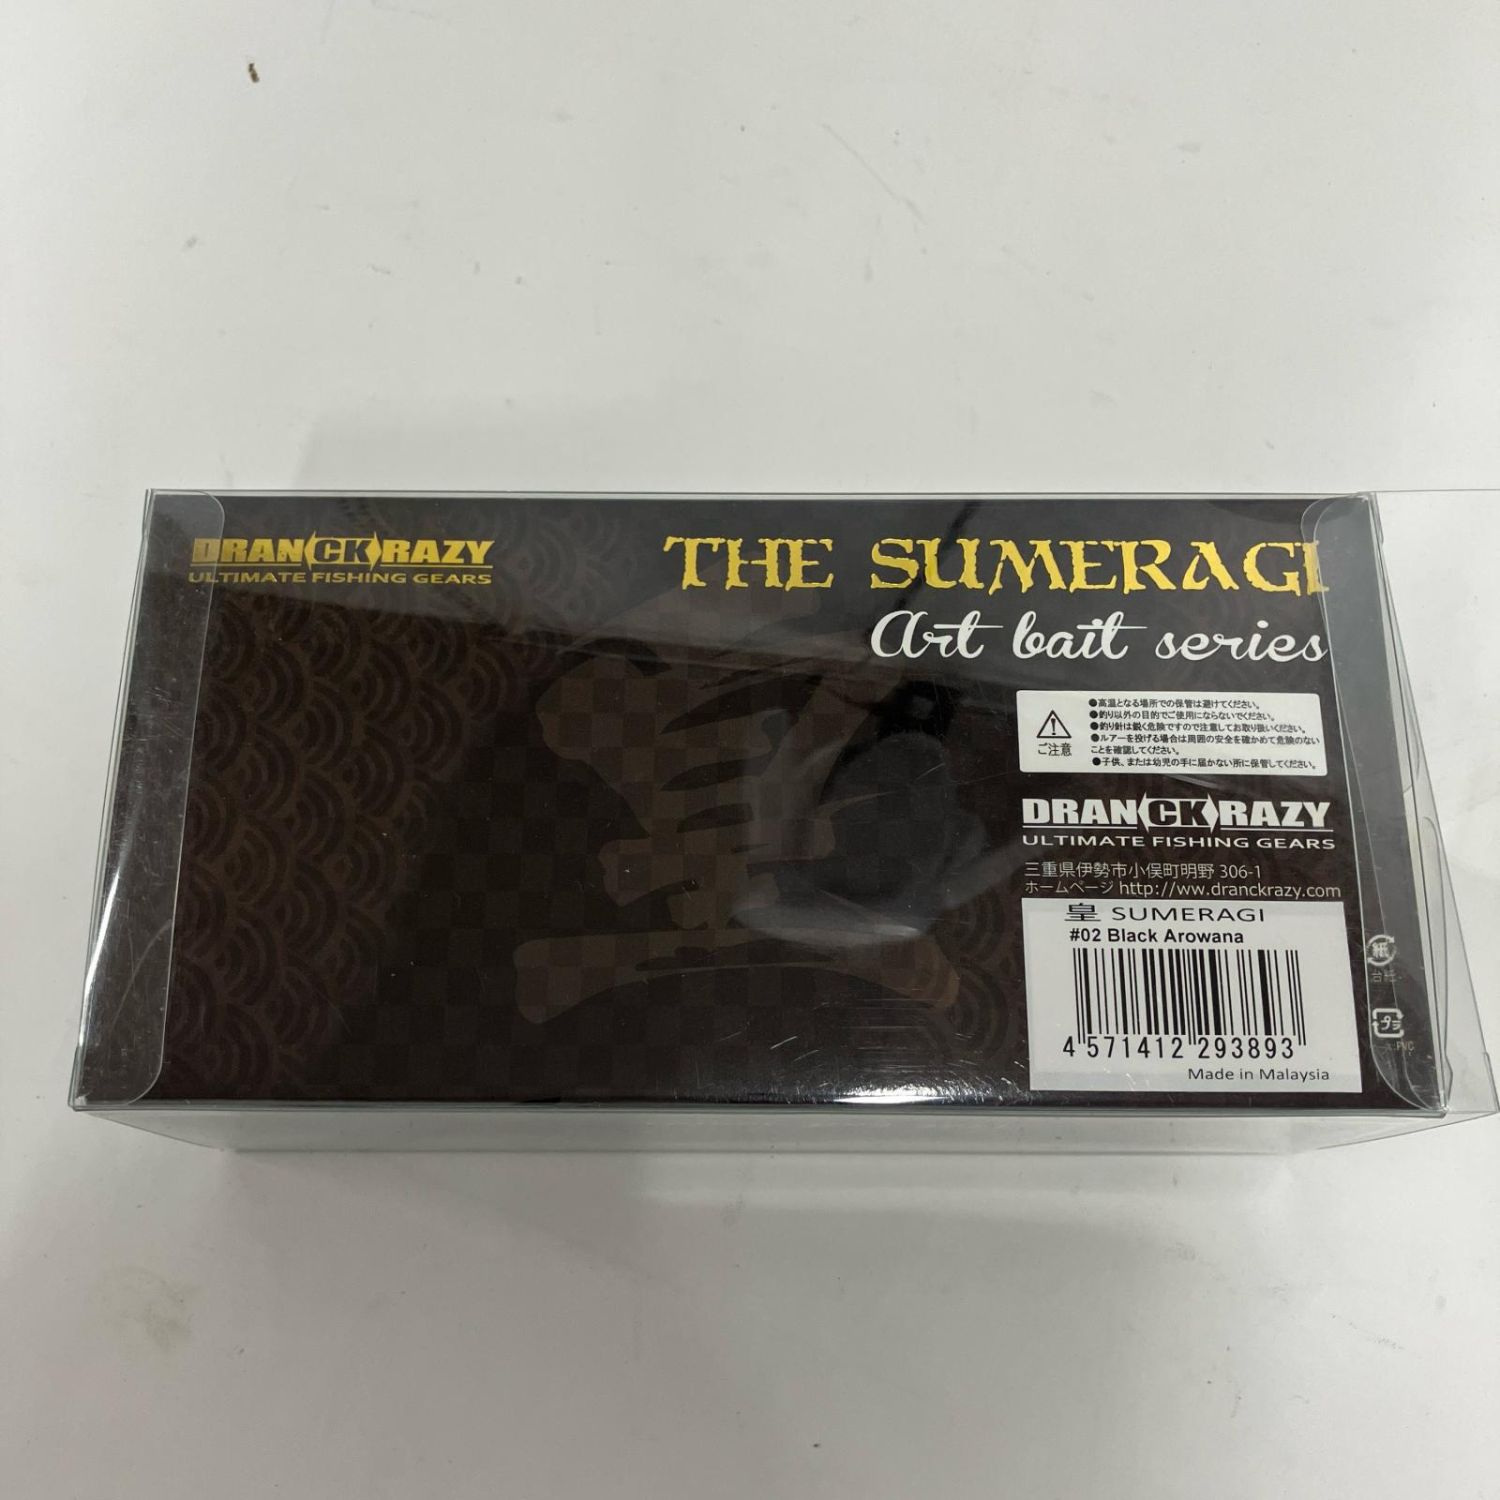 DRANCKRAZY
ULTIMATE FISHING GEARS
THE SUMERAGI
Art bait series
皇
ご注意
●高温となる場所での保管は避けてください。
●釣り以外の目的でご使用にならないでください。
●釣り針は鋭く危険ですので注意してお取り扱いください。
●ルアーを投げる場合は周囲の安全を確かめて危険のない
ことを確認してください。
●子供、または幼児の手に届かない所に保管してください。
DRANCKRAZY
ULTIMATE FISHING GEARS
三重県伊勢市小俣町明野 306-1
ホームページ http://ww.dranckrazy.com
皇 SUMERAGI
#02 Black Arowana
4 571412 293893
Made in Malaysia
紙
台紙
プラ
PVC